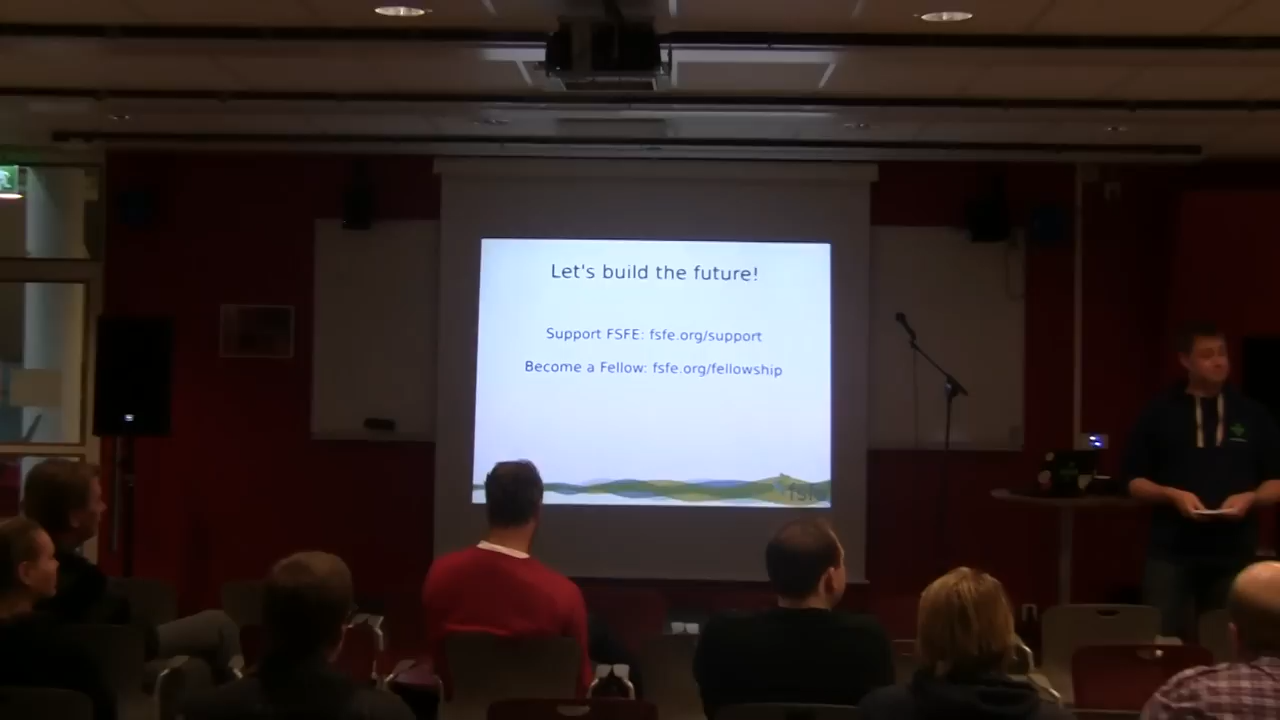 Let's build the future!
Support FSFE: fsfe.org/support
Become a Fellow: fsfe.org/fellowship